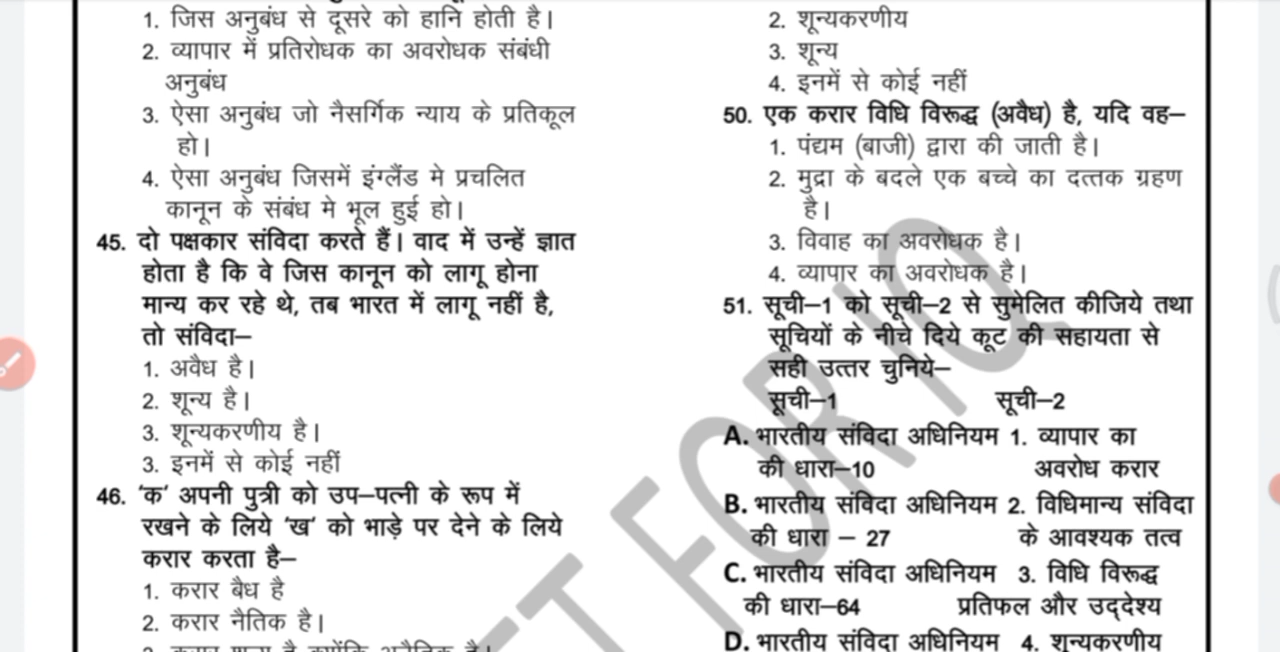 1. जिस अनुबंध से दूसरे को हानि होती है।
2. व्यापार में प्रतिरोधक का अवरोधक संबंधी
अनुबंध
3. ऐसा अनुबंध जो नैसर्गिक न्याय के प्रतिकूल
हो।
4. ऐसा अनुबंध जिसमें इंग्लैंड मे प्रचलित
कानून के संबंध मे भूल हुई हो।
45. दो पक्षकार संविदा करते हैं। वाद में उन्हें ज्ञात
होता है कि वे जिस कानून को लागू होना
मान्य कर रहे थे, तब भारत में लागू नहीं है,
तो संविदा–
1. अवैध है।
2. शून्य है।
3. शून्यकरणीय है।
3. इनमें से कोई नहीं
46. 'क' अपनी पुत्री को उप–पत्नी के रूप में
रखने के लिये 'ख' को भाड़े पर देने के लिये
करार करता है–
1. करार बैध है
2. करार नैतिक है।
2. शून्यकरणीय
3. शून्य
4. इनमें से कोई नहीं
50. एक करार विधि विरूद्ध (अवैध) है, यदि वह–
1. पंद्यम (बाजी) द्वारा की जाती है।
2. मुद्रा के बदले एक बच्चे का दत्तक ग्रहण
है।
3. विवाह का अवरोधक है।
4. व्यापार का अवरोधक है।
51. सूची–1 को सूची–2 से सुमेलित कीजिये तथा
सूचियों के नीचे दिये कूट की सहायता से
सही उत्तर चुनिये–
सूची–1 सूची–2
A. भारतीय संविदा अधिनियम 1. व्यापार का
की धारा–10 अवरोध करार
B. भारतीय संविदा अधिनियम 2. विधिमान्य संविदा
की धारा – 27 के आवश्यक तत्व
C. भारतीय संविदा अधिनियम 3. विधि विरूद्ध
की धारा–64 प्रतिफल और उद्देश्य
D. भारतीय संविदा अधिनियम 4. शून्यकरणीय
T FOR IQ